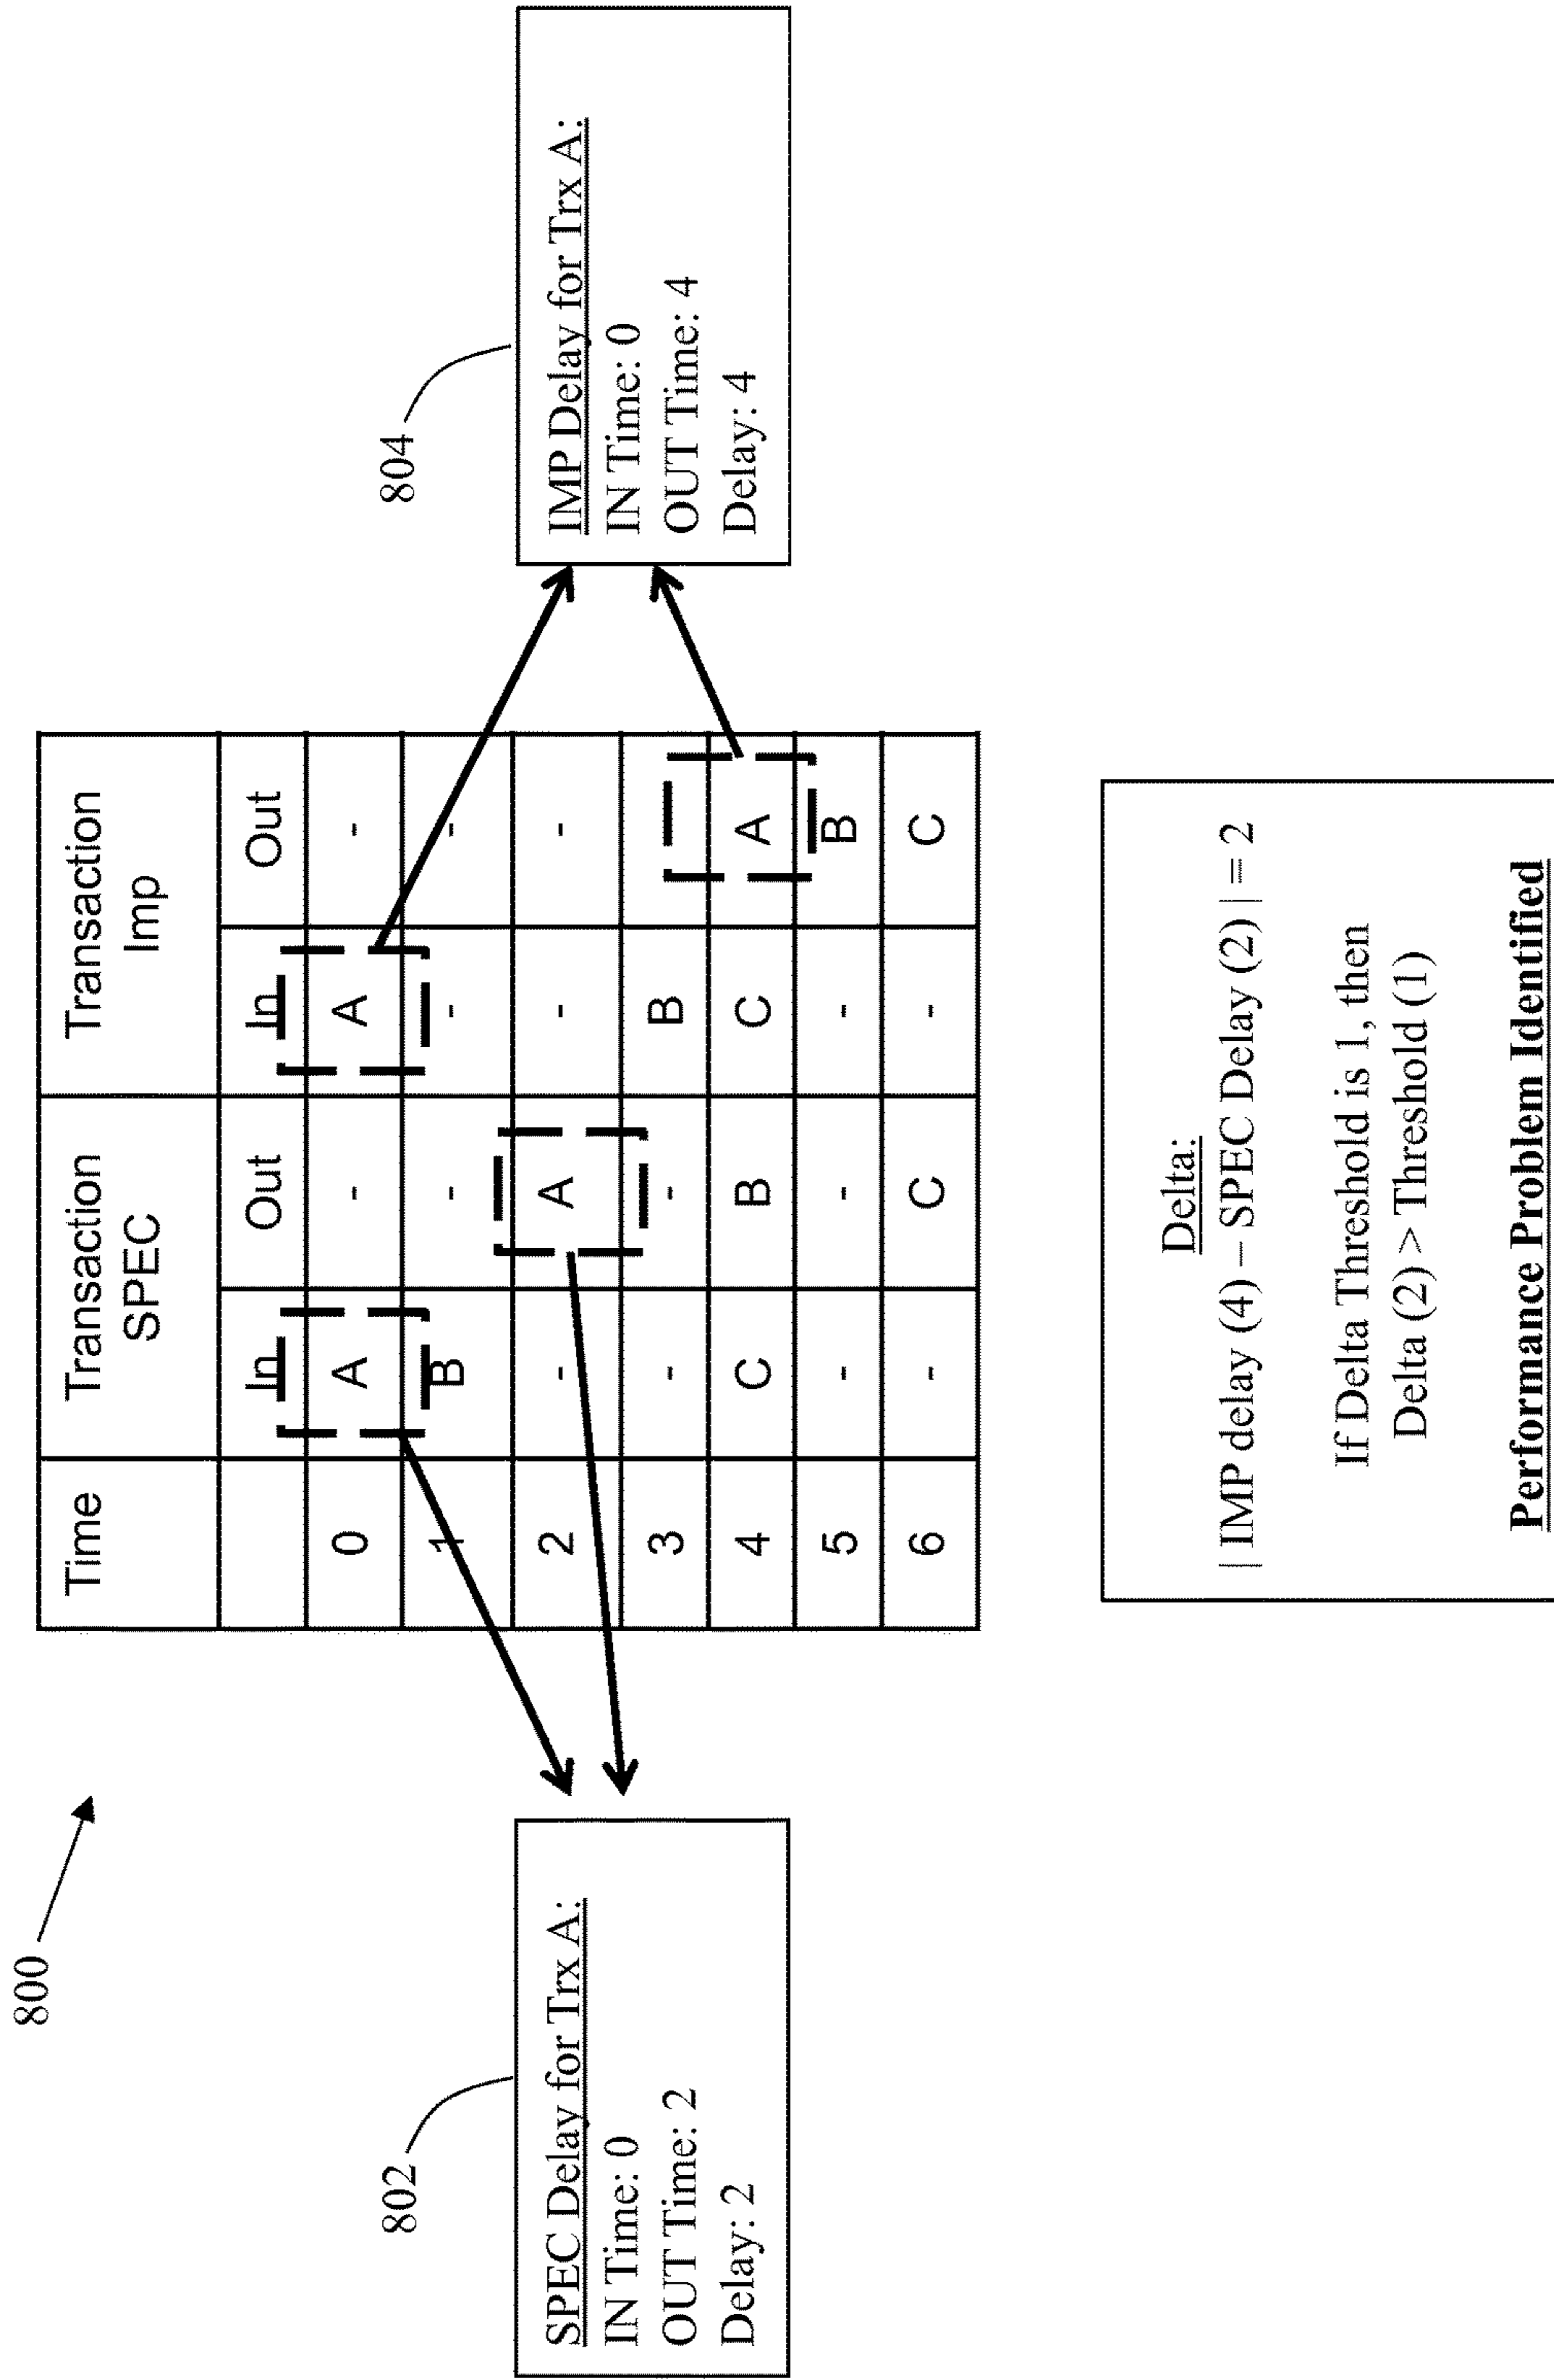 800
Time Transaction SPEC Transaction Imp
In Out In Out
0 A - A -
1 B - - -
2 - A - -
3 - - B
4 C B C A
5 - - - B
6 - C - C
802
SPEC Delay for Trx A:
IN Time: 0
OUT Time: 2
Delay: 2
804
IMP Delay for Trx A:
IN Time: 0
OUT Time: 4
Delay: 4
Delta:
| IMP delay (4) – SPEC Delay (2) | = 2
If Delta Threshold is 1, then
Delta (2) > Threshold (1)
Performance Problem Identified